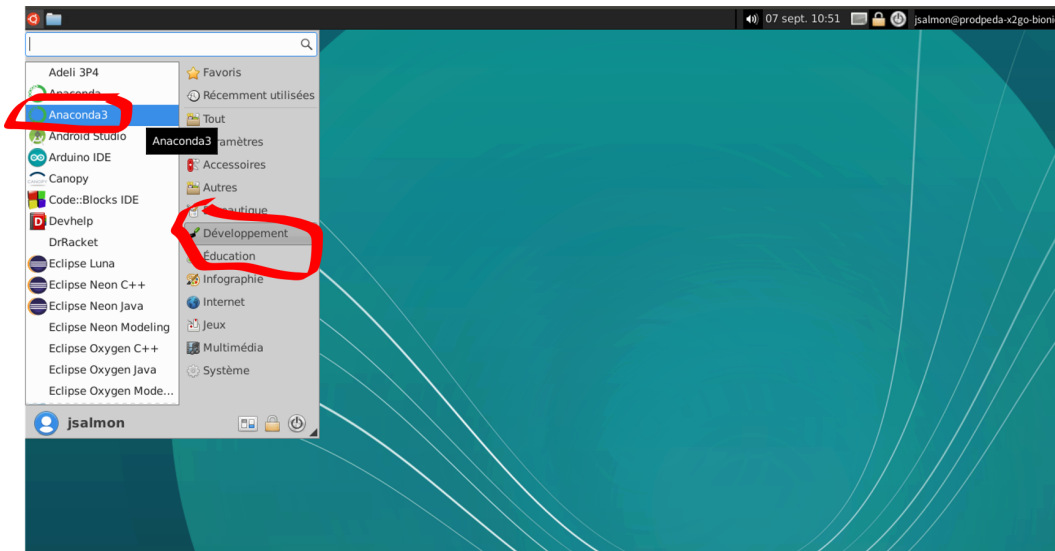 07 sept. 10:51 jsalmon@prodpeda-x2go-bioni
Adeli 3P4
Anaconda
Anaconda3
Android Studio
Arduino IDE
Canopy
Code::Blocks IDE
Devhelp
DrRacket
Eclipse Luna
Eclipse Neon C++
Eclipse Neon Java
Eclipse Neon Modeling
Eclipse Oxygen C++
Eclipse Oxygen Java
Eclipse Oxygen Mode...
Anaconda3
Favoris
Récemment utilisées
Tout
Accessoires
Autres
Développement
Éducation
Infographie
Internet
Jeux
Multimédia
Système
jsalmon